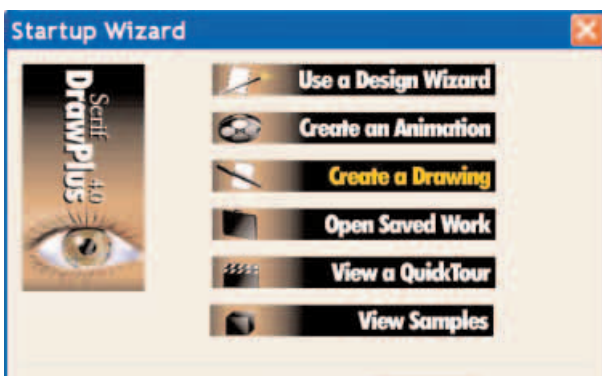 Startup Wizard
Serif
DrawPlus 4.0
Use a Design Wizard
Create an Animation
Create a Drawing
Open Saved Work
View a QuickTour
View Samples